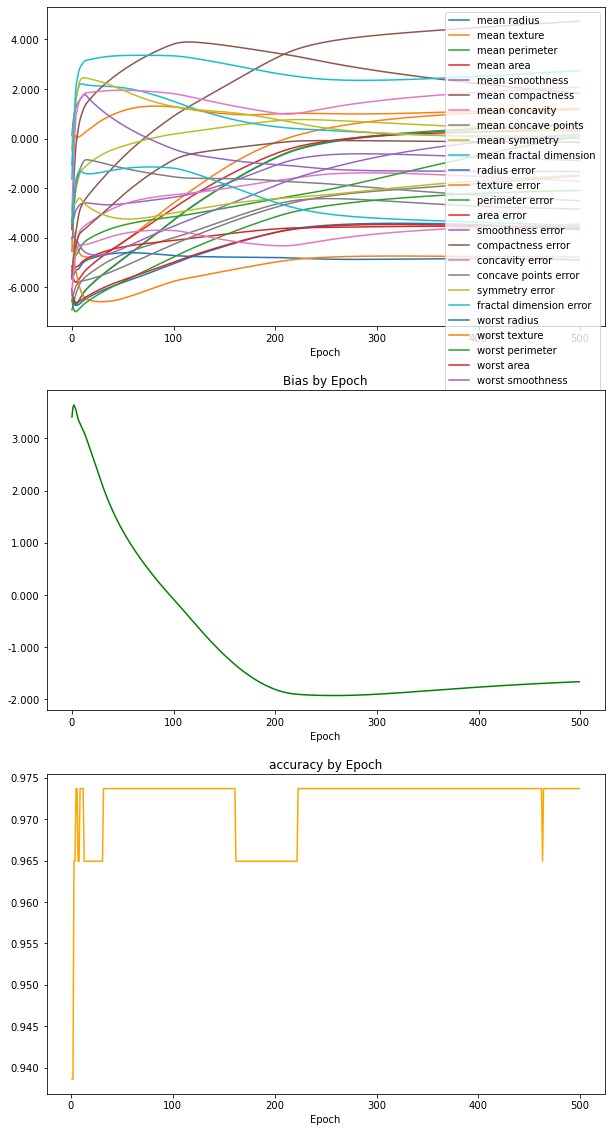 4.000
2.000
0.000
-2.000
-4.000
-6.000
0
100
200
300
400
500
Epoch
mean radius
mean texture
mean perimeter
mean area
mean smoothness
mean compactness
mean concavity
mean concave points
mean symmetry
mean fractal dimension
radius error
texture error
perimeter error
area error
smoothness error
compactness error
concavity error
concave points error
symmetry error
fractal dimension error
worst radius
worst texture
worst perimeter
worst area
worst smoothness
Bias by Epoch
3.000
2.000
1.000
0.000
-1.000
-2.000
0
100
200
300
400
500
Epoch
accuracy by Epoch
0.975
0.970
0.965
0.960
0.955
0.950
0.945
0.940
0
100
200
300
400
500
Epoch